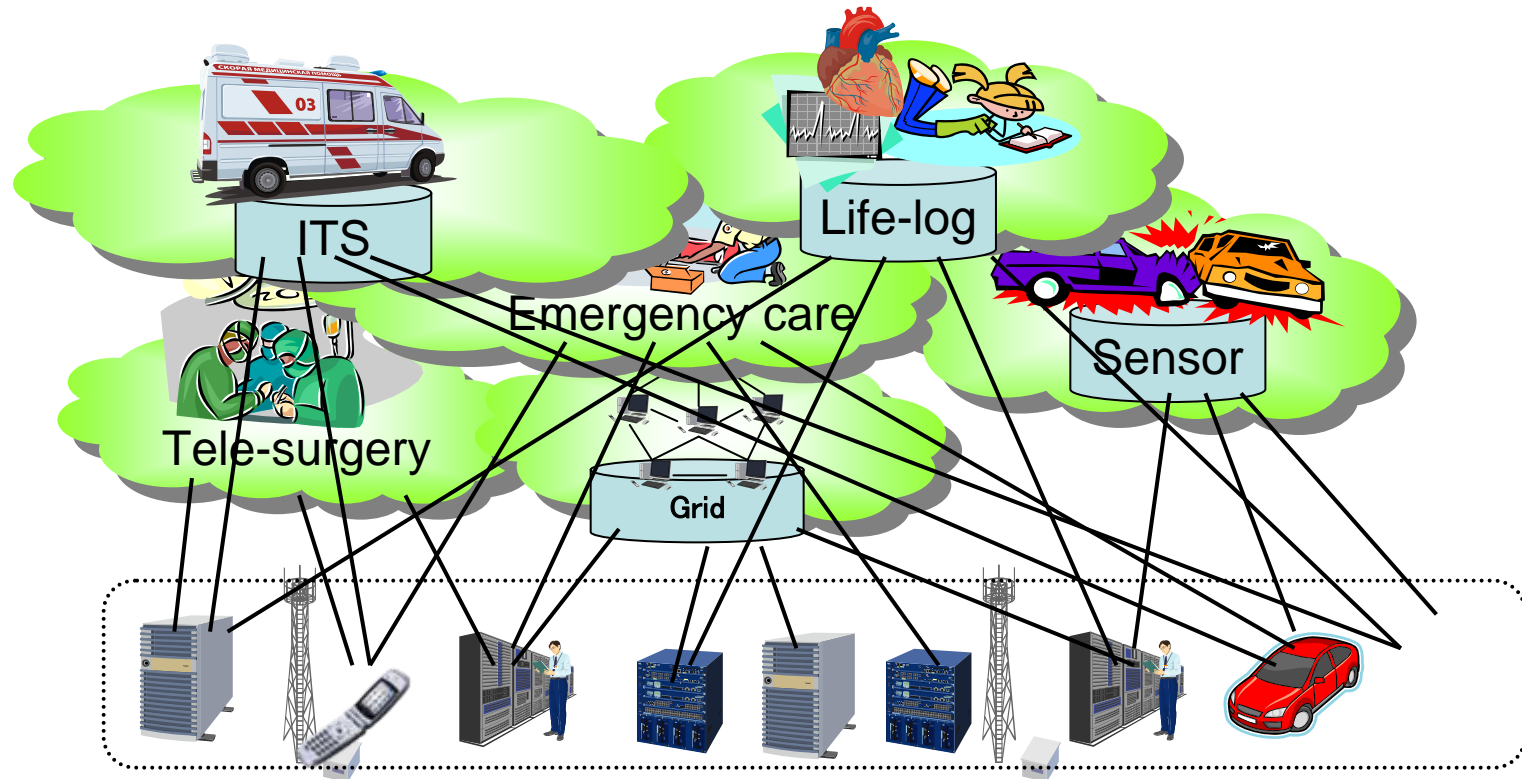 СКОРАЯ МЕДИЦИНСКАЯ ПОМОЩЬ
03
ITS
Life-log
Emergency care
Sensor
Tele-surgery
Grid